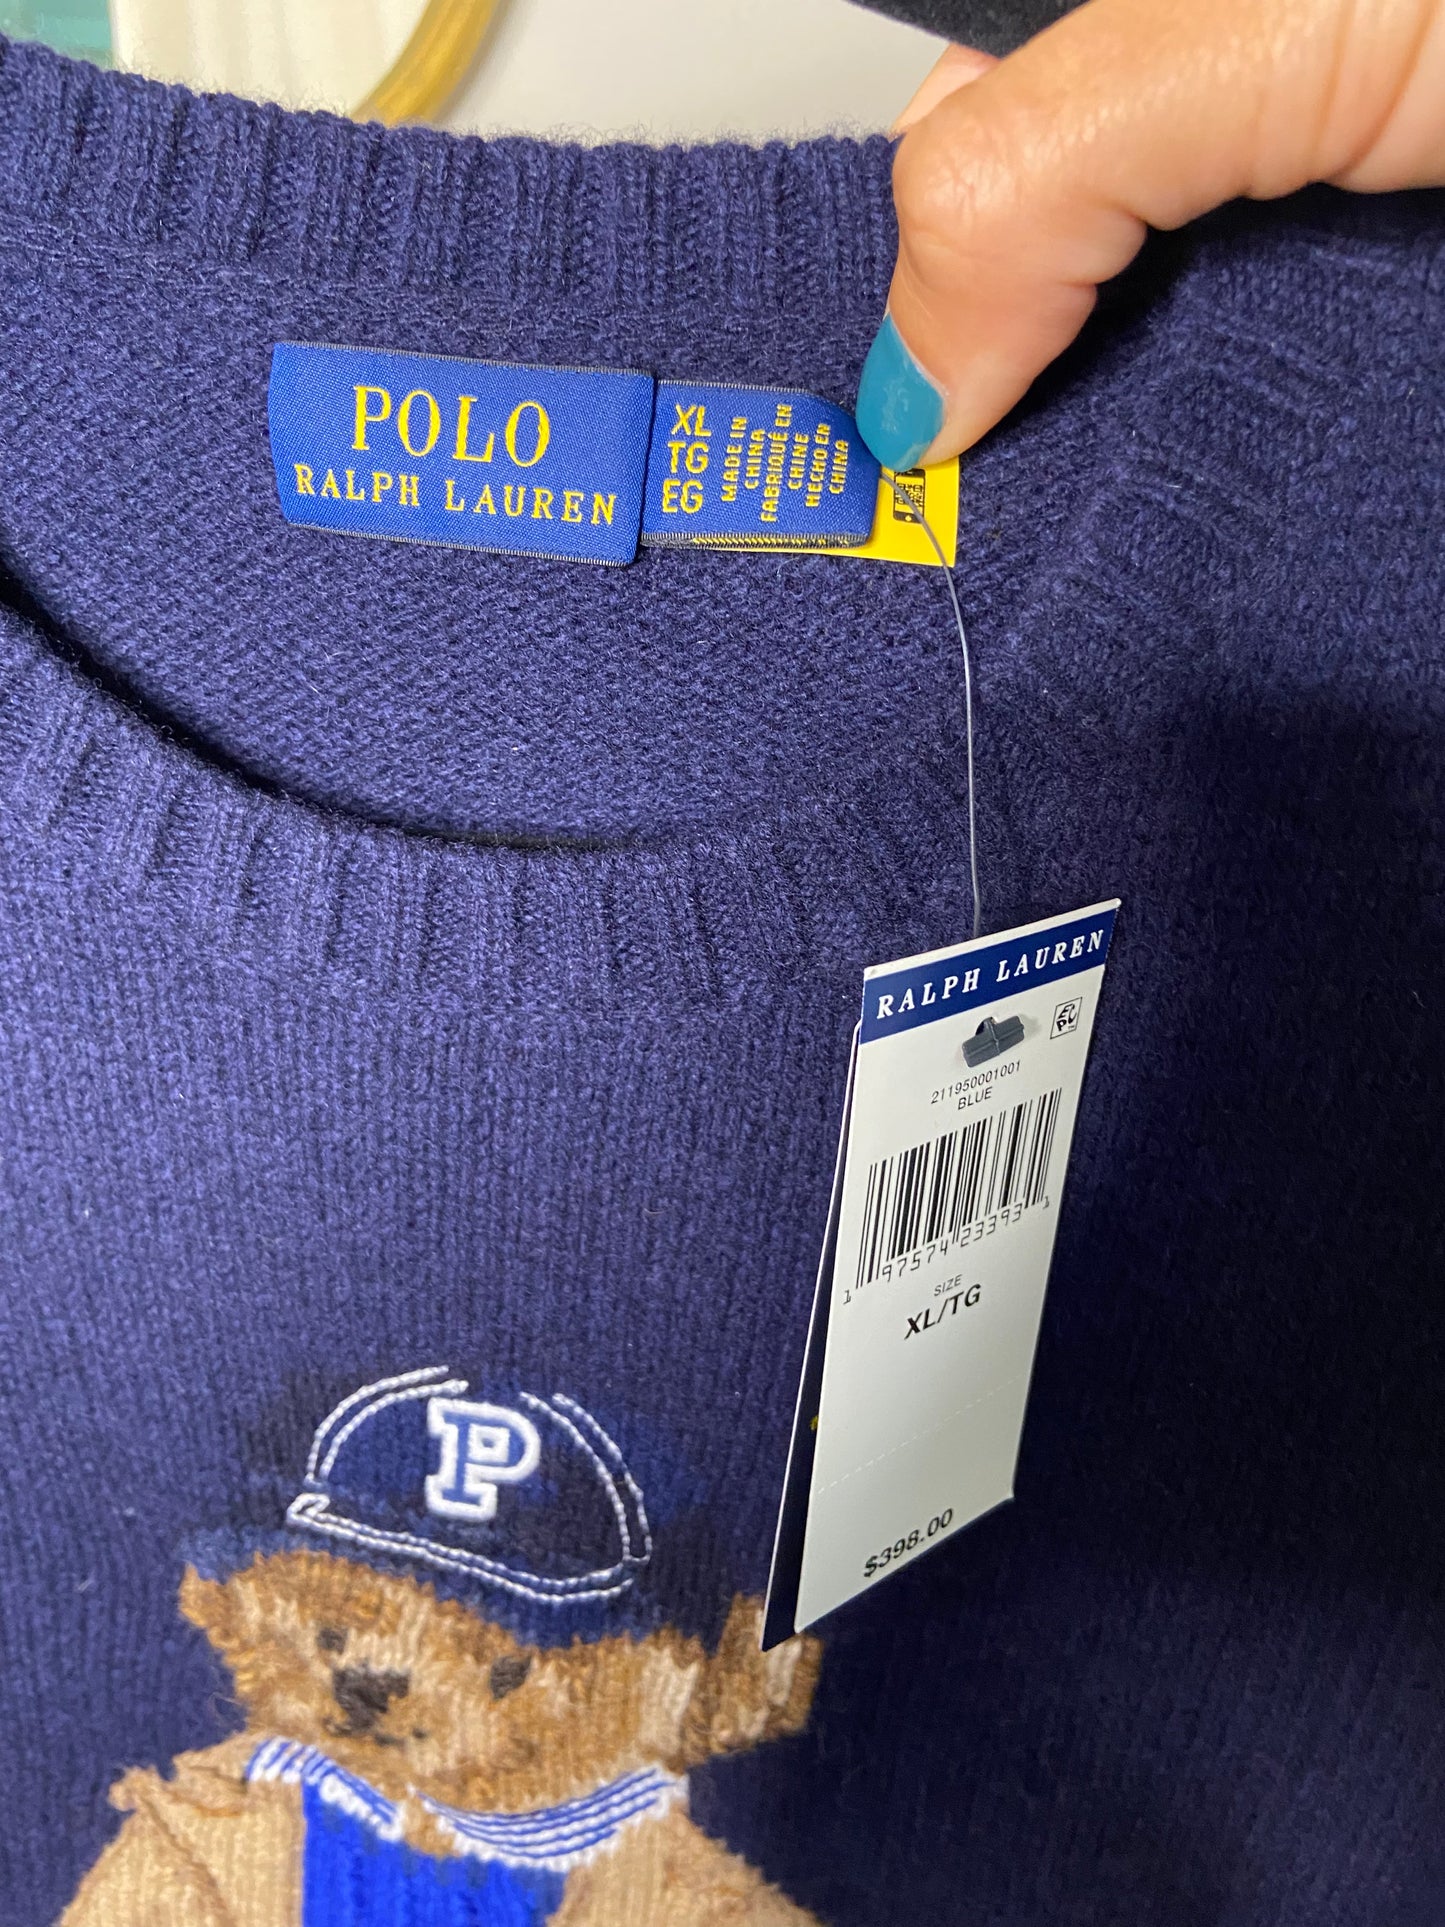 POLO
RALPH LAUREN
XL
TG
EG
MADE IN
CHINA
FABRIQUÉ EN
CHINE
HECHO EN
CHINA
RALPH LAUREN
EPC
211950001001
BLUE
1 97574 23393 1
SIZE
XL/TG
$398.00
P